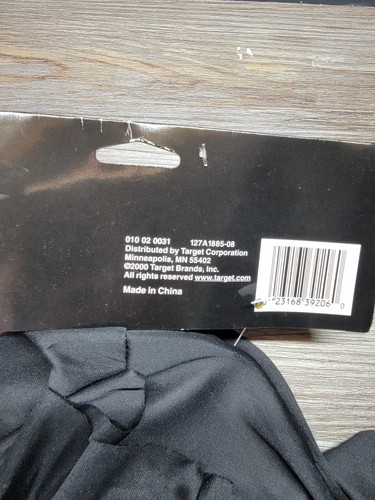 010 02 0031 127A1885-08
Distributed by Target Corporation
Minneapolis, MN 55402
©2000 Target Brands, Inc.
All rights reserved www.target.com
Made in China
23168 39206 0